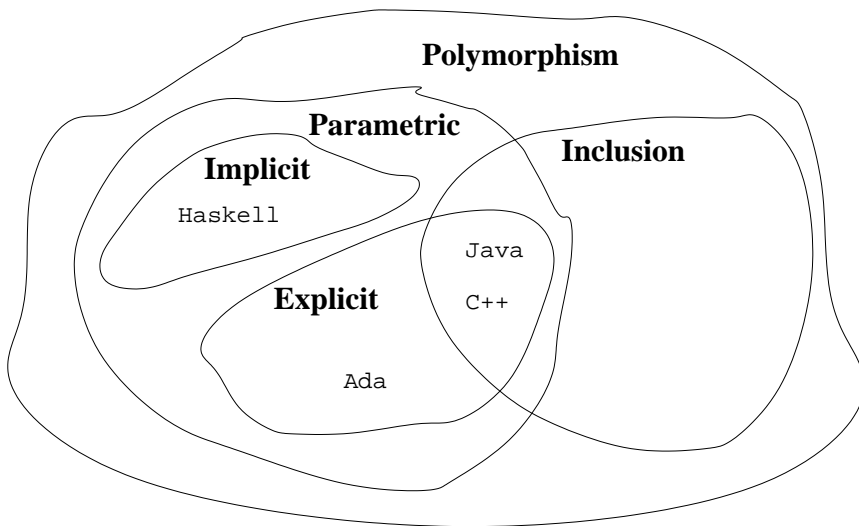 Polymorphism
Parametric
Inclusion
Implicit
Haskell
Java
Explicit
C++
Ada